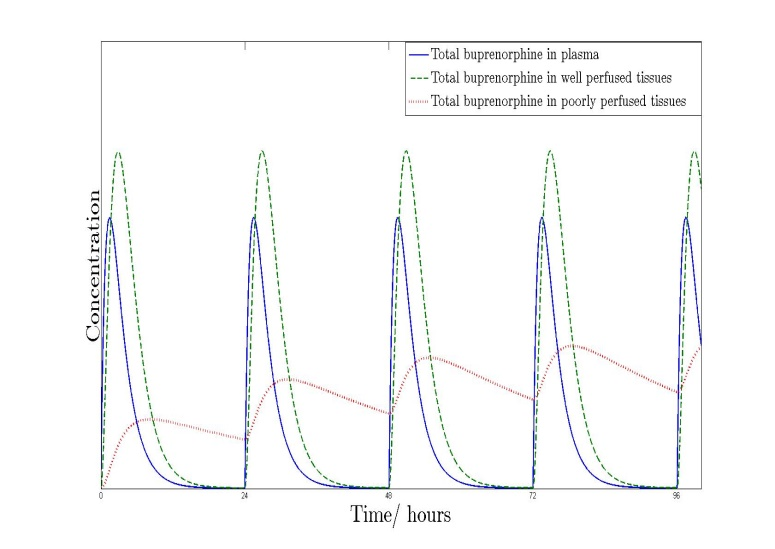 Total buprenorphine in plasma
Total buprenorphine in well perfused tissues
Total buprenorphine in poorly perfused tissues
Concentration
0 24 48 72 96
Time/ hours